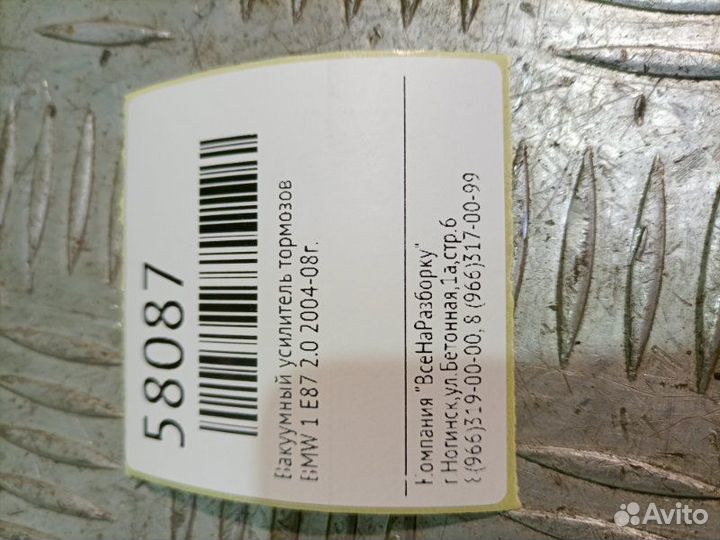 58087
Вакуумный усилитель тормозов
BMW 1 E87 2.0 2004-08г.
Компания "ВсеНаРазборку"
г.Ногинск,ул.Бетонная,1а,стр.6
8(966)319-00-00, 8 (966)317-00-99
Avito